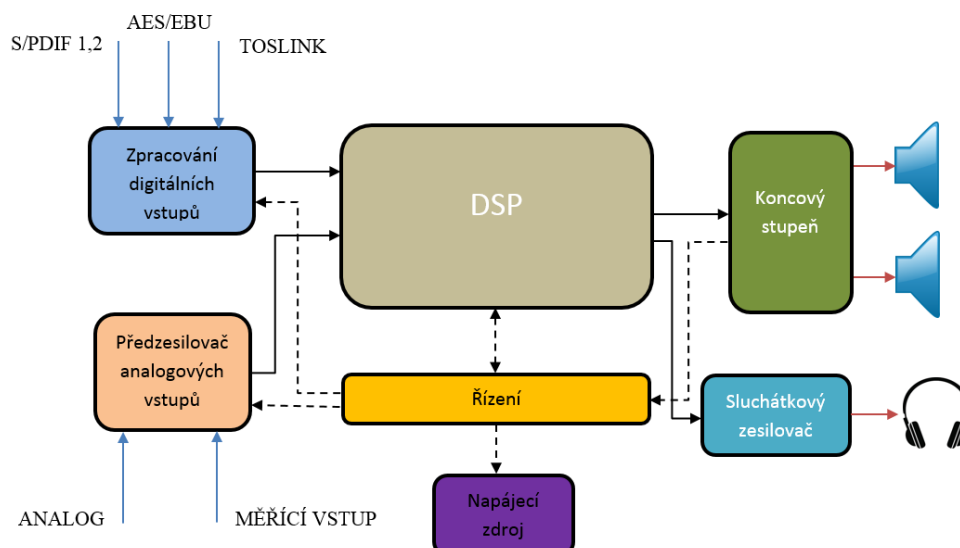 AES/EBU
S/PDIF 1,2
TOSLINK
Zpracování
digitálních
vstupů
DSP
Koncový
stupeň
Předzesilovač
analogových
vstupů
Řízení
Sluchátkový
zesilovač
Napájecí
zdroj
ANALOG
MĚŘÍCÍ VSTUP